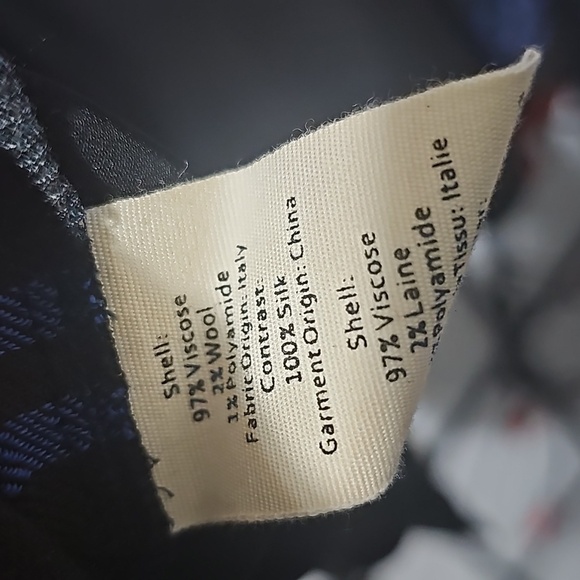 Shell:
97% Viscose
2% Wool
1% Polyamide
Fabric Origin: Italy
Contrast
100% Silk
Garment Origin: China
Shell:
97% Viscose
2% Laine
Polyamide
Tissu: Italie